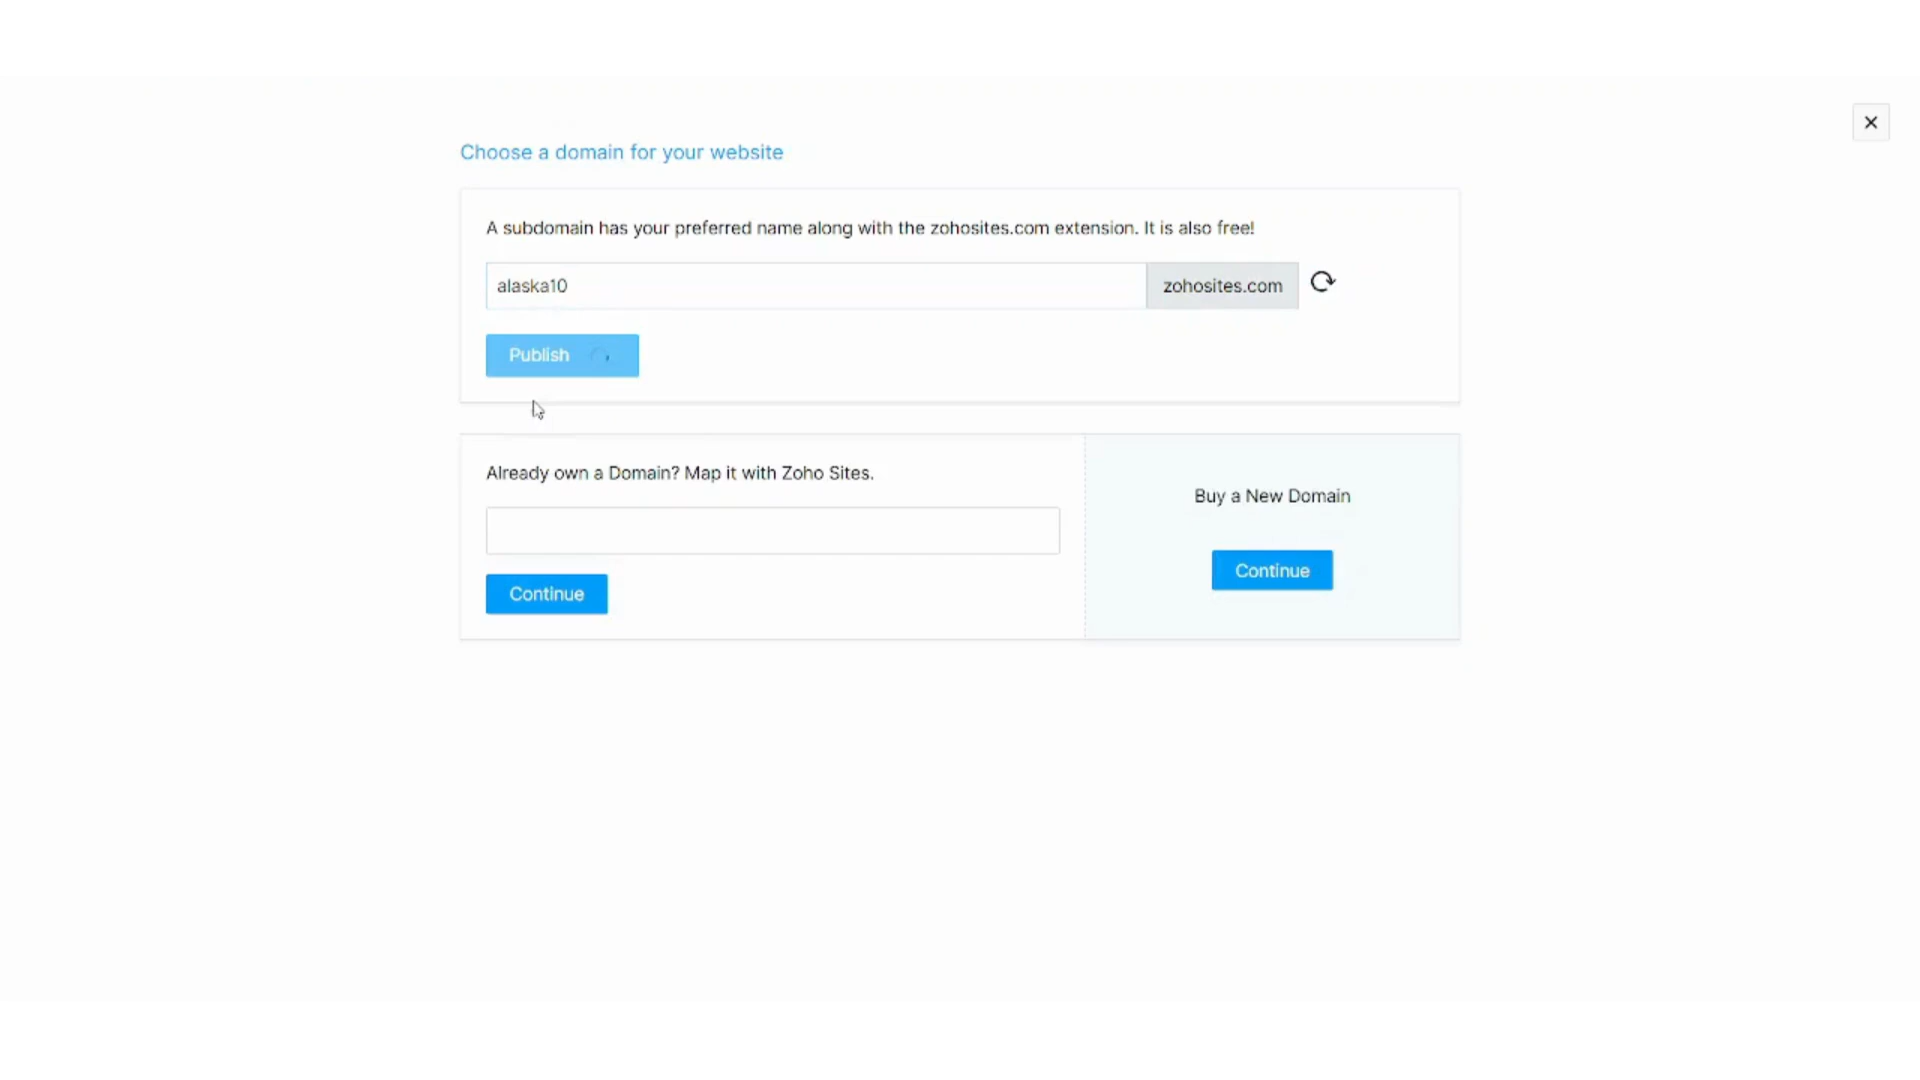 Choose a domain for your website
A subdomain has your preferred name along with the zohosites.com extension. It is also free!
alaska10 zohosites.com
Publish
Already own a Domain? Map it with Zoho Sites.
Continue
Buy a New Domain
Continue